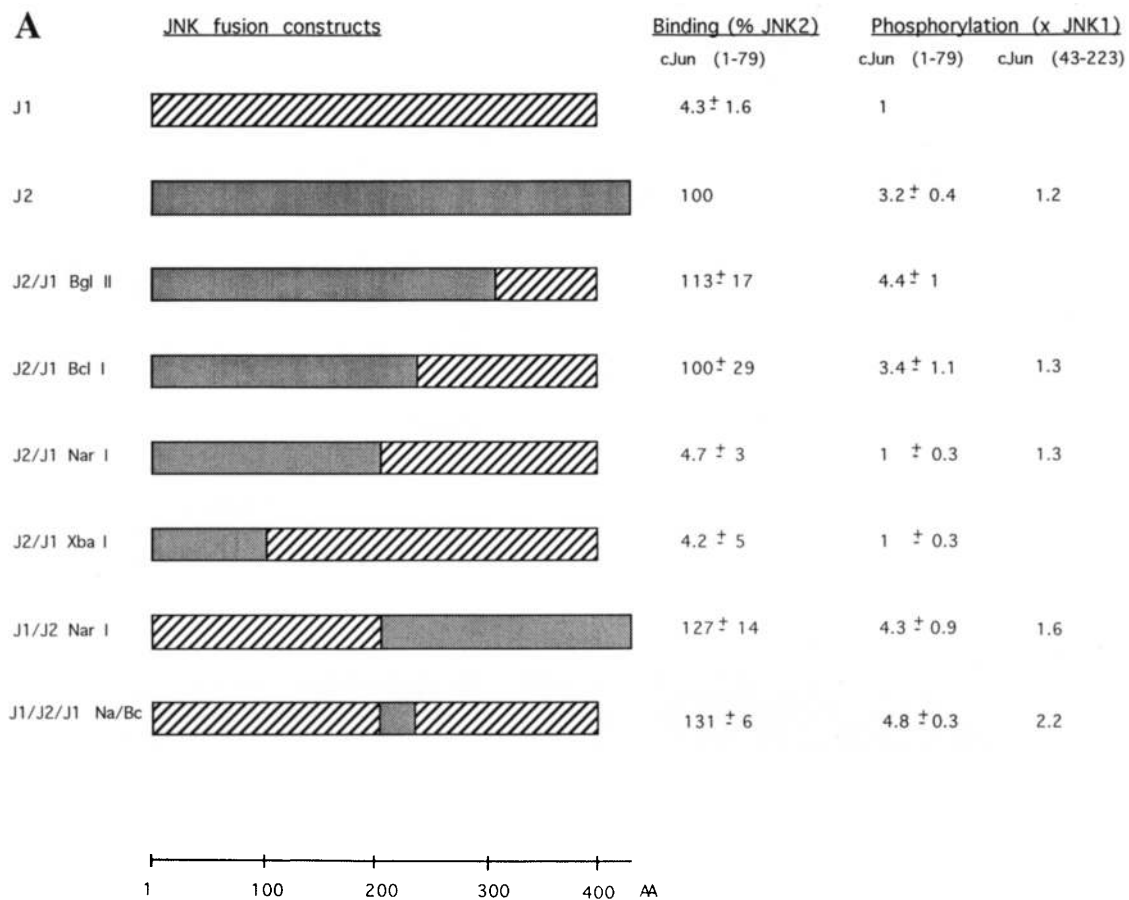 A JNK fusion constructs Binding (% JNK2) Phosphorylation (x JNK1)
cJun (1-79) cJun (1-79) cJun (43-223)
J1 4.3 ± 1.6 1
J2 100 3.2 ± 0.4 1.2
J2/J1 Bgl II 113 ± 17 4.4 ± 1
J2/J1 Bcl I 100 ± 29 3.4 ± 1.1 1.3
J2/J1 Nar I 4.7 ± 3 1 ± 0.3 1.3
J2/J1 Xba I 4.2 ± 5 1 ± 0.3
J1/J2 Nar I 127 ± 14 4.3 ± 0.9 1.6
J1/J2/J1 Na/Bc 131 ± 6 4.8 ± 0.3 2.2
1 100 200 300 400 AA